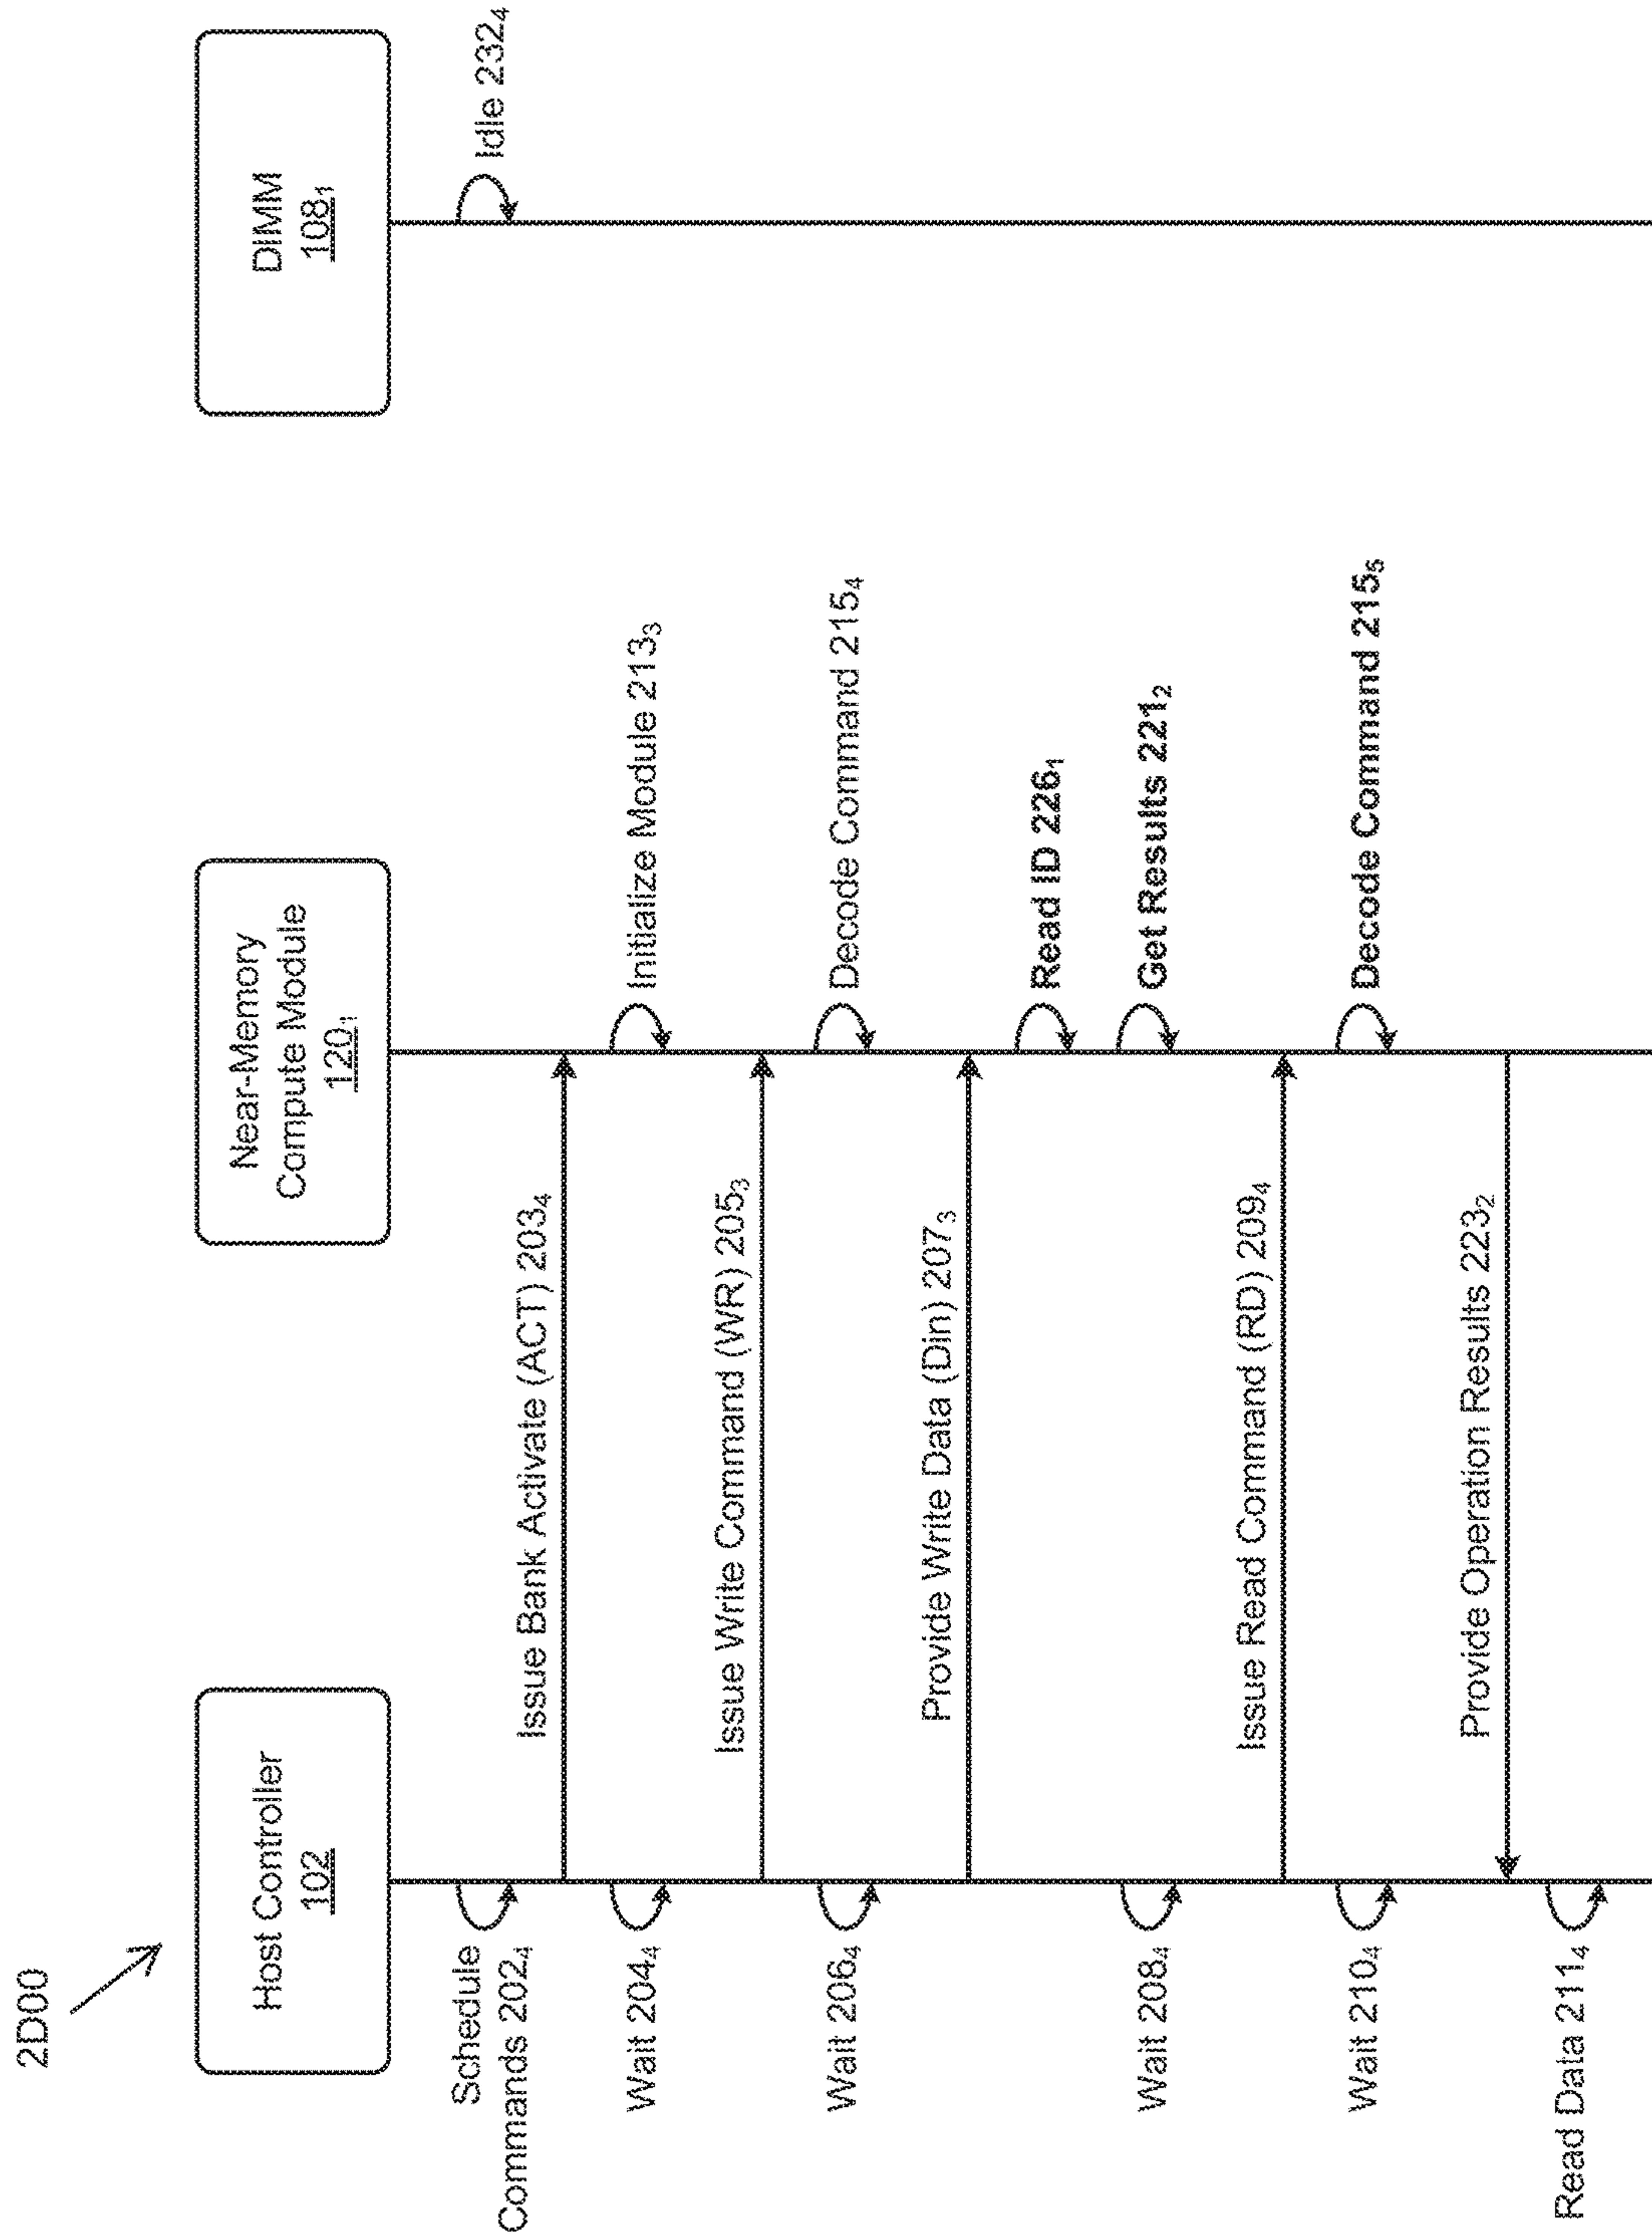 2D00
Host Controller
102
Near-Memory
Compute Module
120₁
DIMM
108₁
Schedule
Commands 202₄
Idle 232₄
Issue Bank Activate (ACT) 203₄
Wait 204₄
Initialize Module 213₃
Issue Write Command (WR) 205₃
Wait 206₄
Decode Command 215₄
Provide Write Data (Din) 207₃
Read ID 226₁
Wait 208₄
Get Results 221₂
Issue Read Command (RD) 209₄
Wait 210₄
Decode Command 215₅
Provide Operation Results 223₂
Read Data 211₄